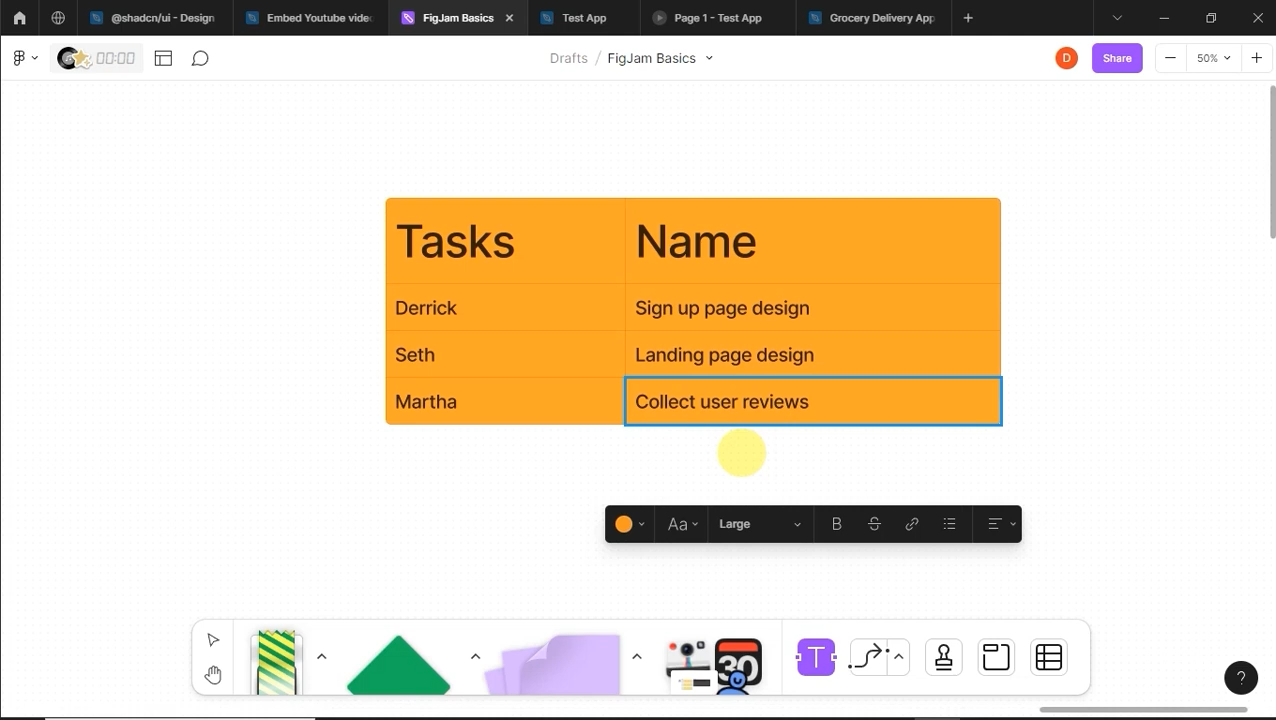 @shadcn/ui - Design
Embed Youtube video
FigJam Basics
Test App
Page 1 - Test App
Grocery Delivery App
00:00
Drafts / FigJam Basics
D
Share
50%
Tasks
Name
Derrick
Sign up page design
Seth
Landing page design
Martha
Collect user reviews
Aa
Large
B
S
30
T
?